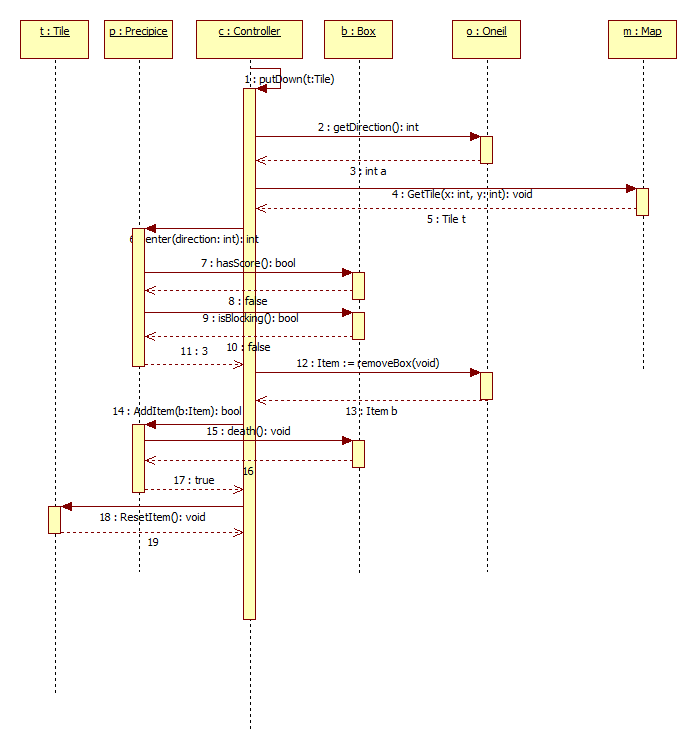 t : Tile
p : Precipice
c : Controller
b : Box
o : Oneil
m : Map
1 : putDown(t:Tile)
2 : getDirection(): int
3 : int a
4 : GetTile(x: int, y: int): void
5 : Tile t
6 : enter(direction: int): int
7 : hasScore(): bool
8 : false
9 : isBlocking(): bool
10 : false
11 : 3
12 : Item := removeBox(void)
13 : Item b
14 : AddItem(b:Item): bool
15 : death(): void
16
17 : true
18 : ResetItem(): void
19